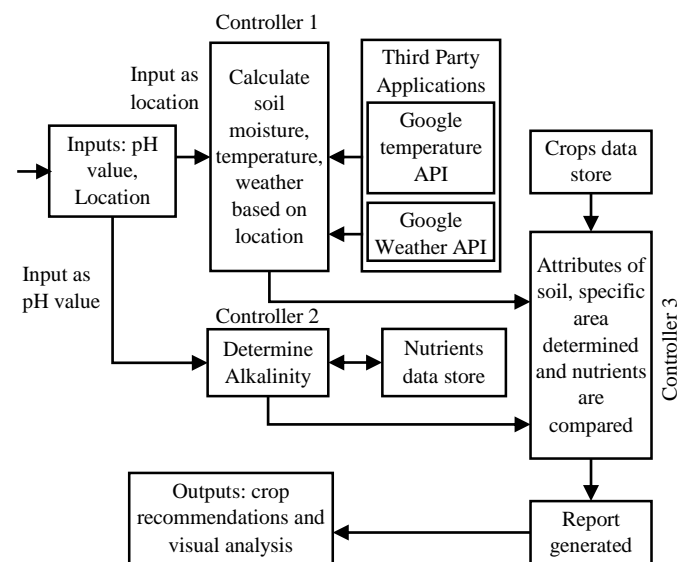 Controller 1
Input as
location
Calculate
soil
moisture,
temperature,
weather
based on
location
Third Party
Applications
Google
temperature
API
Google
Weather API
Inputs: pH
value,
Location
Crops data
store
Input as
pH value
Controller 2
Determine
Alkalinity
Nutrients
data store
Attributes of
soil, specific
area
determined
and nutrients
are
compared
Controller 3
Outputs: crop
recommendations and
visual analysis
Report
generated